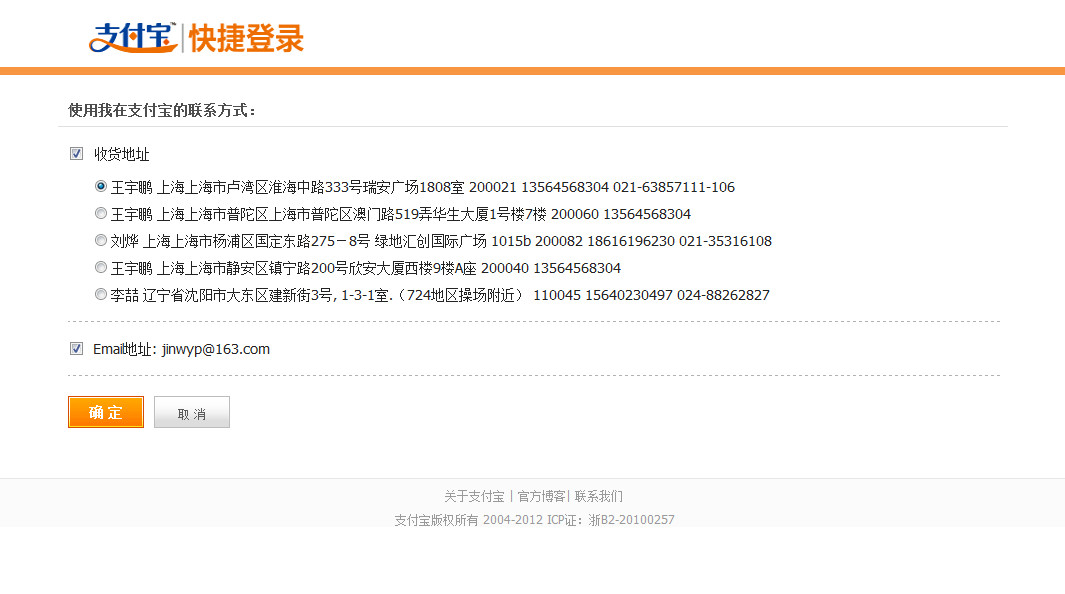 支付宝™ 快捷登录
使用我在支付宝的联系方式：
收货地址
王宇鹏 上海上海市卢湾区淮海中路333号瑞安广场1808室 200021 13564568304 021-63857111-106
王宇鹏 上海上海市普陀区上海市普陀区澳门路519弄华生大厦1号楼7楼 200060 13564568304
刘烨 上海上海市杨浦区国定东路275－8号 绿地汇创国际广场 1015b 200082 18616196230 021-35316108
王宇鹏 上海上海市静安区镇宁路200号欣安大厦西楼9楼A座 200040 13564568304
李喆 辽宁省沈阳市大东区建新街3号, 1-3-1室.（724地区操场附近） 110045 15640230497 024-88262827
Email地址: jinwyp@163.com
确 定 取 消
关于支付宝 | 官方博客 | 联系我们
支付宝版权所有 2004-2012 ICP证：浙B2-20100257